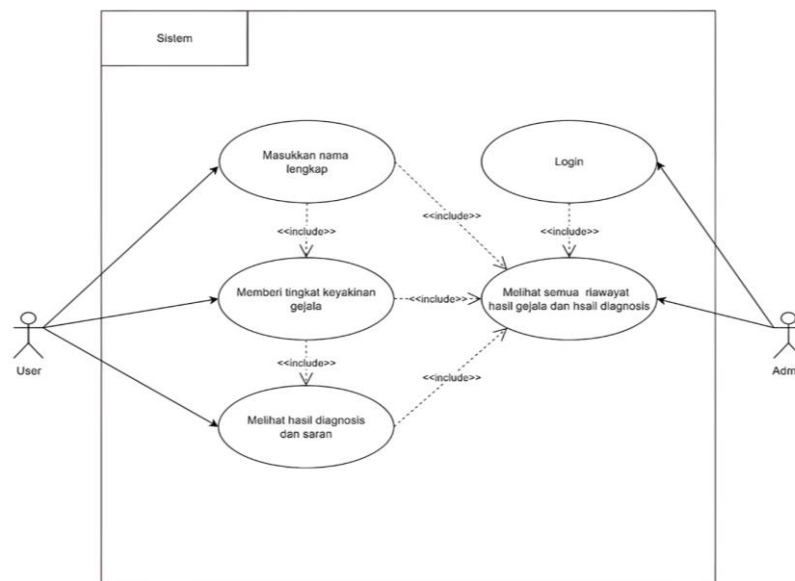 Sistem
Masukkan nama
lengkap
Login
<<include>>
<<include>>
<<include>>
Memberi tingkat keyakinan
gejala
<<include>>
Melihat semua riawayat
hasil gejala dan hsail diagnosis
User
Adm
<<include>>
<<include>>
Melihat hasil diagnosis
dan saran